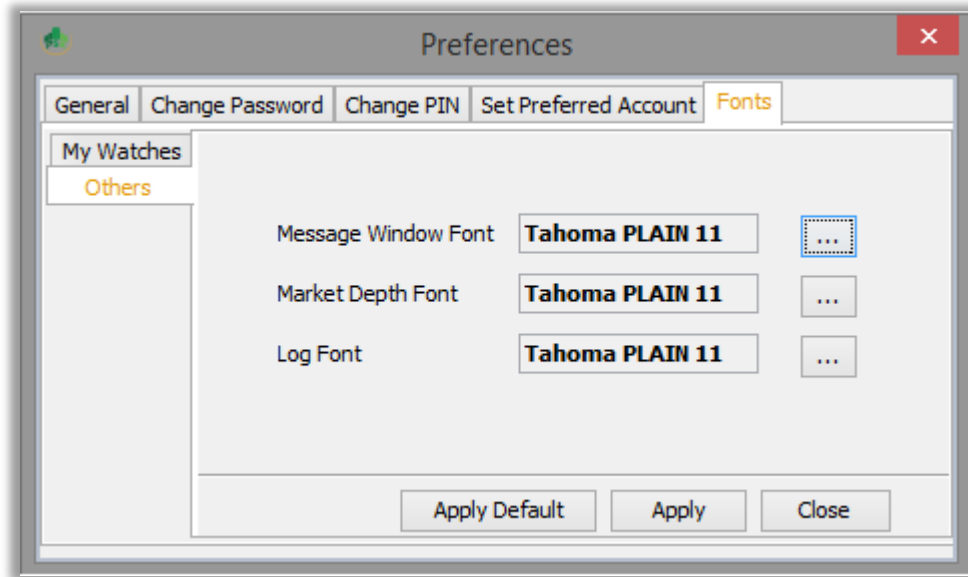 Preferences
General Change Password Change PIN Set Preferred Account Fonts
My Watches
Others
Message Window Font Tahoma PLAIN 11 ...
Market Depth Font Tahoma PLAIN 11 ...
Log Font Tahoma PLAIN 11 ...
Apply Default Apply Close